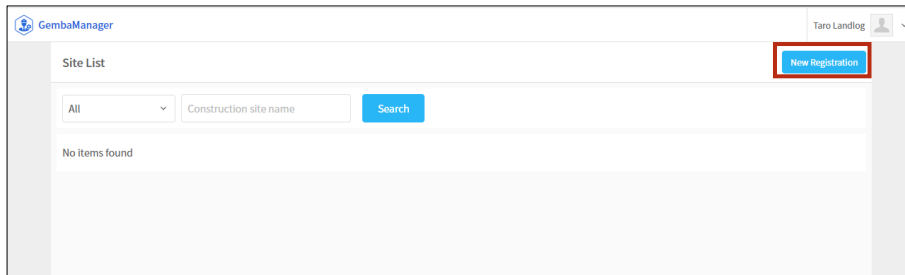 GembaManager
Taro Landlog
Site List
New Registration
All
Construction site name
Search
No items found